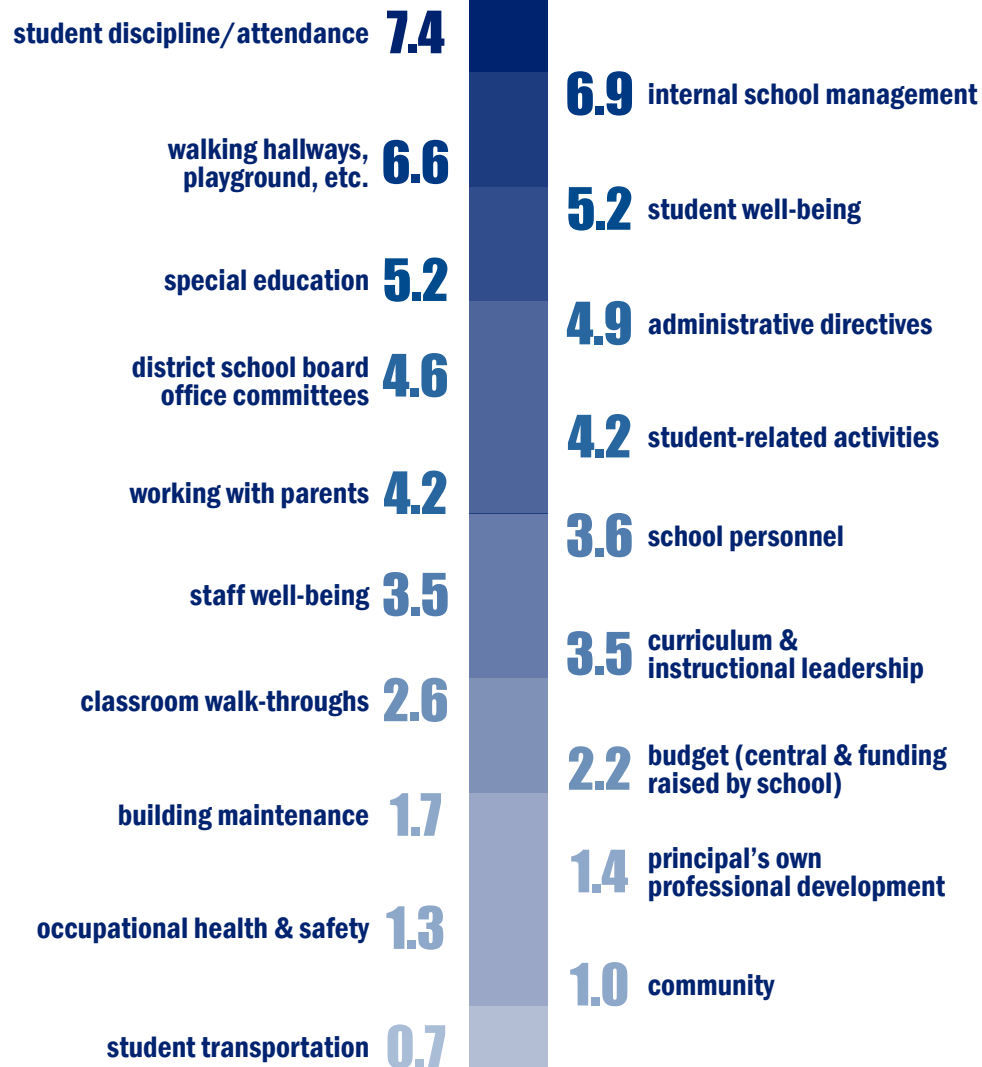 student discipline/attendance 7.4
6.9 internal school management
walking hallways,
playground, etc. 6.6
5.2 student well-being
special education 5.2
4.9 administrative directives
district school board
office committees 4.6
4.2 student-related activities
working with parents 4.2
3.6 school personnel
staff well-being 3.5
3.5 curriculum &
instructional leadership
classroom walk-throughs 2.6
2.2 budget (central & funding
raised by school)
building maintenance 1.7
1.4 principal’s own
professional development
occupational health & safety 1.3
1.0 community
student transportation 0.7